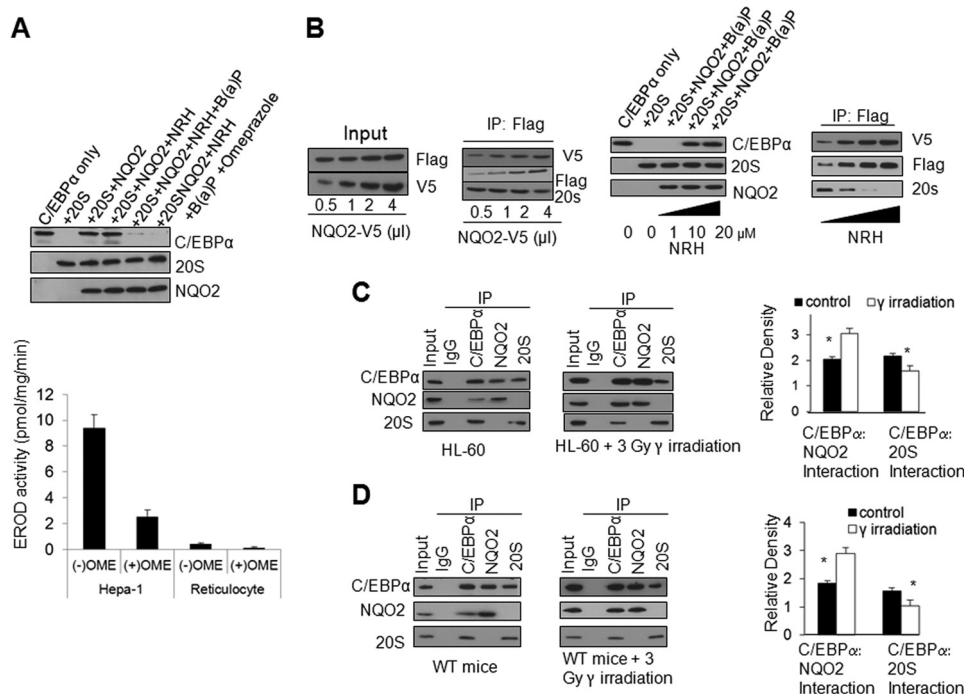 A
C/EBPα only
+20S
+20S+NQO2
+20S+NQO2+NRH
+20S+NQO2+NRH+B(a)P
+20SNQO2+NRH
+B(a)P +Omeprazole
C/EBPα
20S
NQO2
EROD activity (pmol/mg/min)
12
10
8
6
4
2
0
(-)OME
(+)OME
(-)OME
(+)OME
Hepa-1
Reticulocyte
B
Input
Flag
V5
0.5 1 2 4
NQO2-V5 (µl)
IP: Flag
V5
Flag
20s
0.5 1 2 4
NQO2-V5 (µl)
C/EBPα only
+20S
+20S+NQO2+B(a)P
+20S+NQO2+B(a)P
+20S+NQO2+B(a)P
C/EBPα
20S
NQO2
0 0 1 10 20 µM
NRH
IP: Flag
V5
Flag
20s
NRH
C
IP
Input
IgG
C/EBPα
NQO2
20S
C/EBPα
NQO2
20S
HL-60
IP
Input
IgG
C/EBPα
NQO2
20S
HL-60 + 3 Gy γ irradiation
control
γ irradiation
Relative Density
3
2
1
0
*
*
C/EBPα:
NQO2
Interaction
C/EBPα:
20S
Interaction
D
IP
Input
IgG
C/EBPα
NQO2
20S
C/EBPα
NQO2
20S
WT mice
IP
Input
IgG
C/EBPα
NQO2
20S
WT mice + 3
Gy γ irradiation
control
γ irradiation
Relative Density
4
3
2
1
0
*
*
C/EBPα:
NQO2
Interaction
C/EBPα:
20S
Interaction